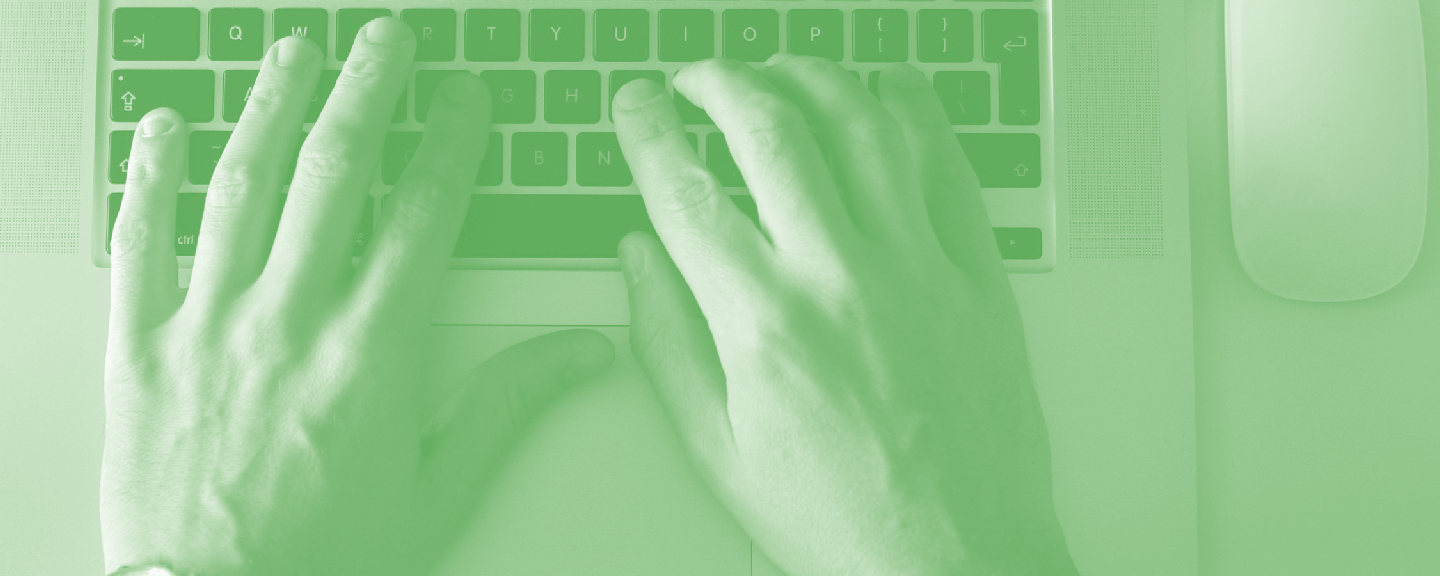 Q W R T Y U I O P { [ } ]
A G H | \
~ C B N
ctrl